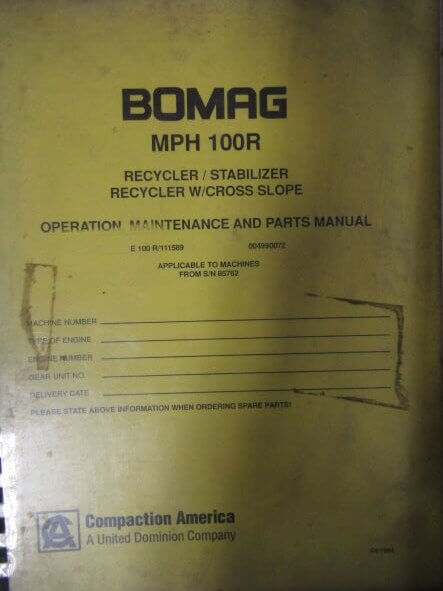 BOMAG
MPH 100R
RECYCLER / STABILIZER
RECYCLER W/CROSS SLOPE
OPERATION, MAINTENANCE AND PARTS MANUAL
E 100 R/111589 004990072
APPLICABLE TO MACHINES
FROM S/N 85762
MACHINE NUMBER
TYPE OF ENGINE
ENGINE NUMBER
GEAR UNIT NO.
DELIVERY DATE
PLEASE STATE ABOVE INFORMATION WHEN ORDERING SPARE PARTS!
Compaction America
A United Dominion Company